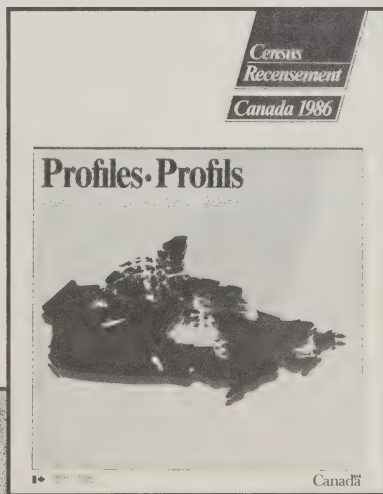 Census
Recensement
Canada 1986
Profiles • Profils
Canada